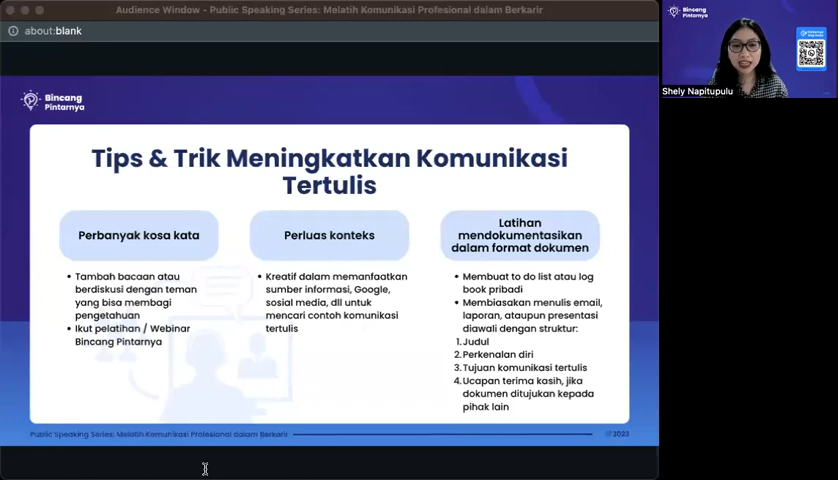 Audience Window - Public Speaking Series: Melatih Komunikasi Profesional dalam Berkarir
about:blank
Bincang
Pintarnya
Tips & Trik Meningkatkan Komunikasi
Tertulis
Perbanyak kosa kata
• Tambah bacaan atau
berdiskusi dengan teman
yang bisa membagi
pengetahuan
• Ikut pelatihan / Webinar
Bincang Pintarnya
Perluas konteks
• Kreatif dalam memanfaatkan
sumber informasi, Google,
sosial media, dll untuk
mencari contoh komunikasi
tertulis
Latihan
mendokumentasikan
dalam format dokumen
• Membuat to do list atau log
book pribadi
• Membiasakan menulis email,
laporan, ataupun presentasi
diawali dengan struktur:
1. Judul
2. Perkenalan diri
3. Tujuan komunikasi tertulis
4. Ucapan terima kasih, jika
dokumen ditujukan kepada
pihak lain
Public Speaking Series: Melatih Komunikasi Profesional dalam Berkarir
2023
Bincang
Pintarnya
Shely Napitupulu